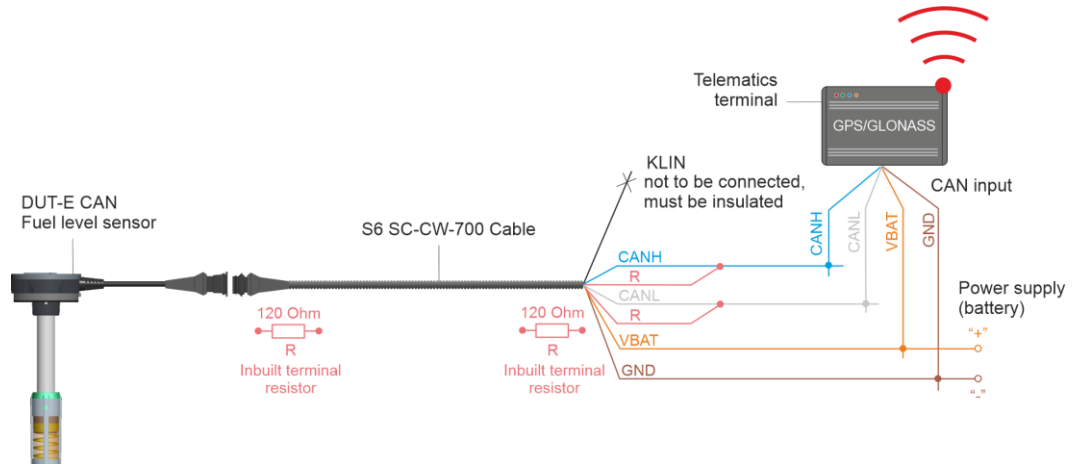 Telematics
terminal
GPS/GLONASS
KLIN
not to be connected,
must be insulated
CAN input
DUT-E CAN
Fuel level sensor
S6 SC-CW-700 Cable
CANH
CANL
VBAT
GND
CANH
R
CANL
R
VBAT
GND
Power supply
(battery)
“+”
“-”
120 Ohm
R
Inbuilt terminal
resistor
120 Ohm
R
Inbuilt terminal
resistor